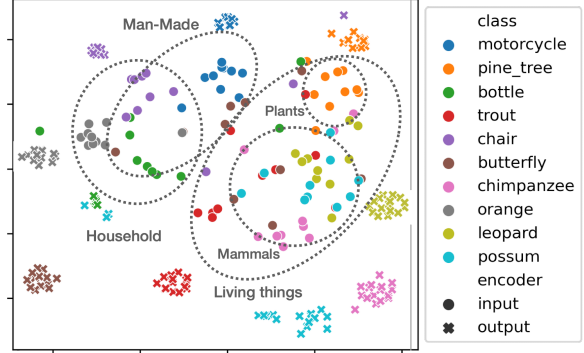 Man-Made
Plants
Household
Mammals
Living things
class
motorcycle
pine_tree
bottle
trout
chair
butterfly
chimpanzee
orange
leopard
possum
encoder
input
output